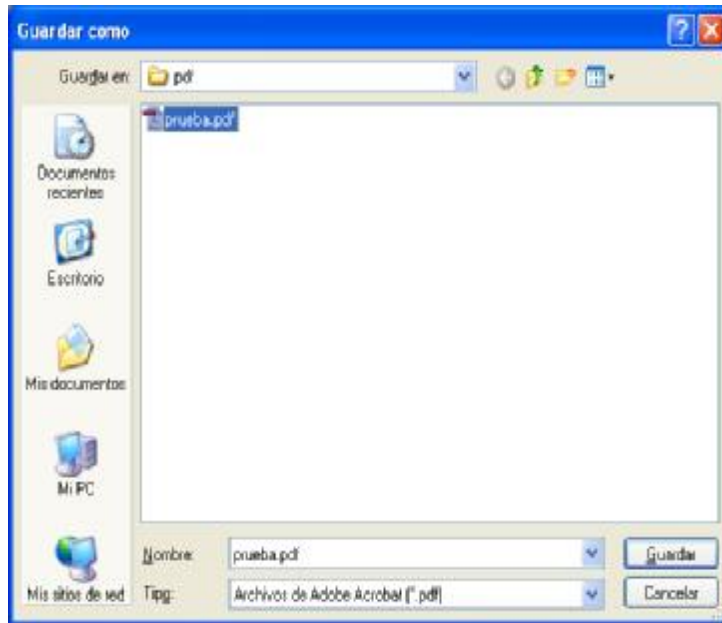 Guardar como
Guardar en:
pdf
prueba.pdf
Documentos
recientes
Escritorio
Mis documentos
Mi PC
Mis sitios de red
Nombre:
prueba.pdf
Guardar
Tipo:
Archivos de Adobe Acrobat (*.pdf)
Cancelar